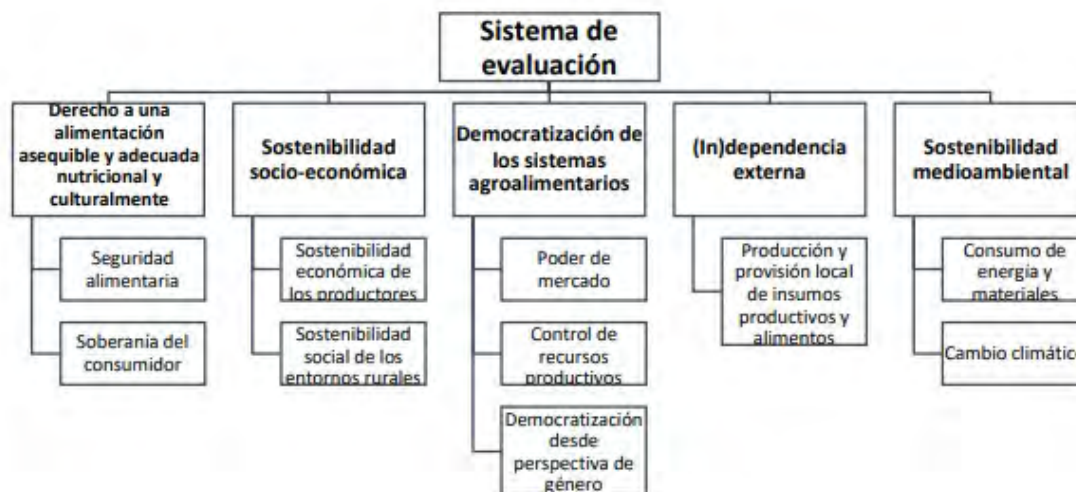 Sistema de
evaluación
Derecho a una
alimentación
asequible y adecuada
nutricional y
culturalmente
Seguridad
alimentaria
Soberanía del
consumidor
Sostenibilidad
socio-económica
Sostenibilidad
económica de
los productores
Sostenibilidad
social de los
entornos rurales
Democratización de
los sistemas
agroalimentarios
Poder de
mercado
Control de
recursos
productivos
Democratización
desde
perspectiva de
género
(In)dependencia
externa
Producción y
provisión local
de insumos
productivos y
alimentos
Sostenibilidad
medioambiental
Consumo de
energía y
materiales
Cambio climático